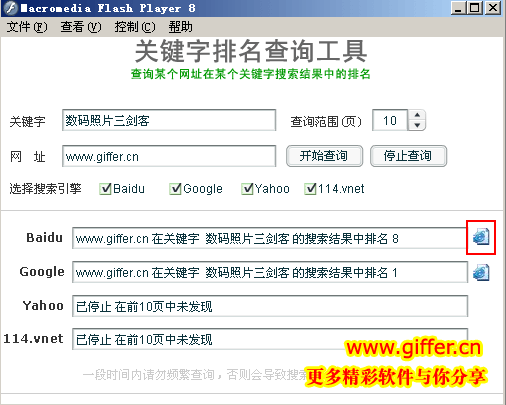 Macromedia Flash Player 8
文件(F) 查看(V) 控制(C) 帮助
关键字排名查询工具
查询某个网址在某个关键字搜索结果中的排名
关键字 数码照片三剑客 查询范围(页) 10
网 址 www.giffer.cn 开始查询 停止查询
选择搜索引擎 Baidu Google Yahoo 114.vnet
Baidu www.giffer.cn 在关键字 数码照片三剑客 的搜索结果中排名 8
Google www.giffer.cn 在关键字 数码照片三剑客 的搜索结果中排名 1
Yahoo 已停止 在前10页中未发现
114.vnet 已停止 在前10页中未发现
www.giffer.cn
一段时间内请勿频繁查询，否则会导致搜索
更多精彩软件与你分享